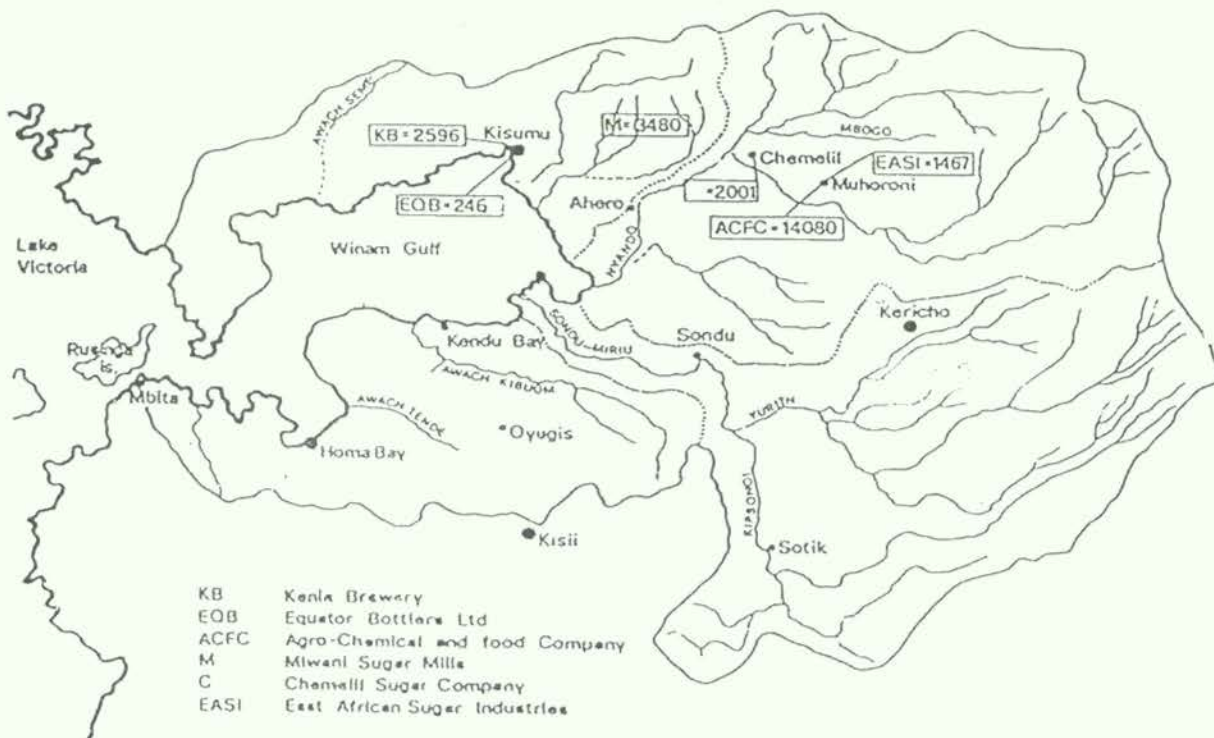 AWACH SEME
KB=2596
Kisumu
M=3480
MBOGO
Chemelil
EASI=1467
Muhoroni
=2001
EQB=246
Ahero
ACFC=14080
Lake
Victoria
Winam Gulf
NYANDO
Kericho
Kendu Bay
SONDU-MIRIU
Sondu
Is.
Mbita
AWACH KIBUOM
AWACH TENDE
YURITH
Oyugis
Homa Bay
KIPSONOI
Kisii
Sotik
KB Kenia Brewery
EQB Equator Bottlers Ltd
ACFC Agro-Chemical and food Company
M Miwani Sugar Mills
C Chemelil Sugar Company
EASI East African Sugar Industries